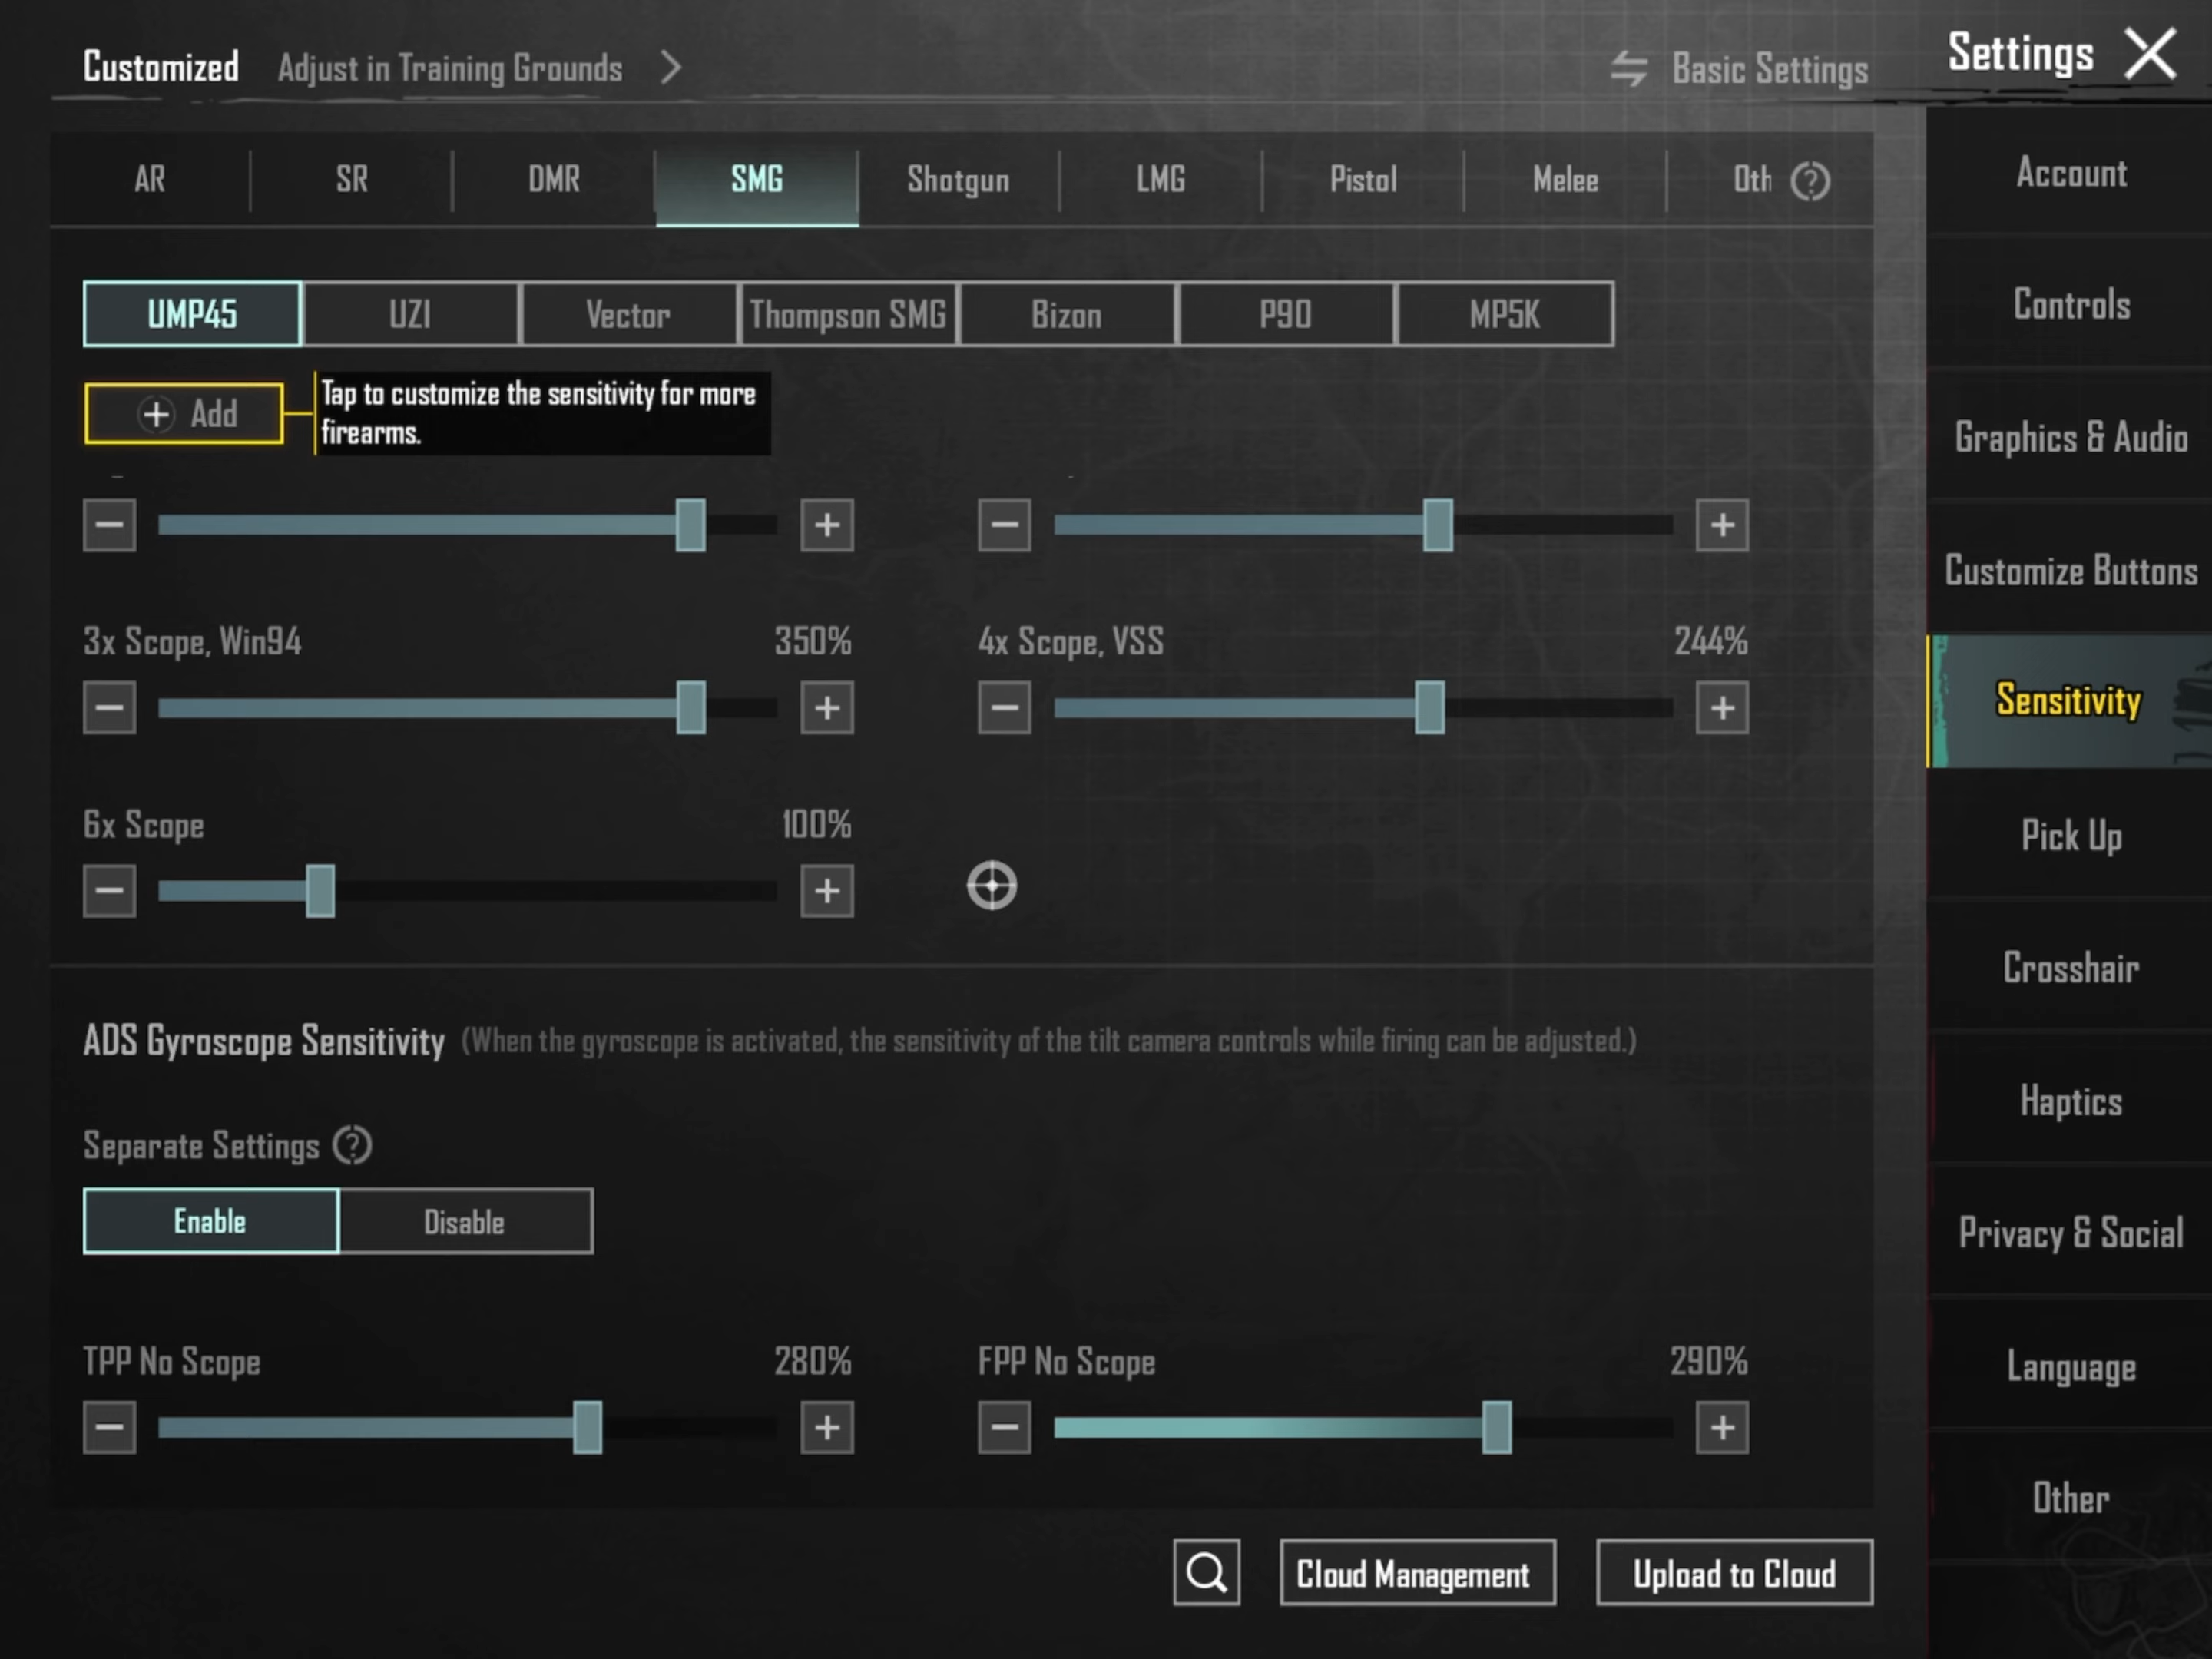 Customized
Adjust in Training Grounds
Basic Settings
Settings
AR
SR
DMR
SMG
Shotgun
LMG
Pistol
Melee
Oth
UMP45
UZI
Vector
Thompson SMG
Bizon
P90
MP5K
Add
Tap to customize the sensitivity for more
firearms.
3x Scope, Win94
350%
4x Scope, VSS
244%
6x Scope
100%
ADS Gyroscope Sensitivity (When the gyroscope is activated, the sensitivity of the tilt camera controls while firing can be adjusted.)
Separate Settings
Enable
Disable
TPP No Scope
280%
FPP No Scope
290%
Cloud Management
Upload to Cloud
Account
Controls
Graphics & Audio
Customize Buttons
Sensitivity
Pick Up
Crosshair
Haptics
Privacy & Social
Language
Other